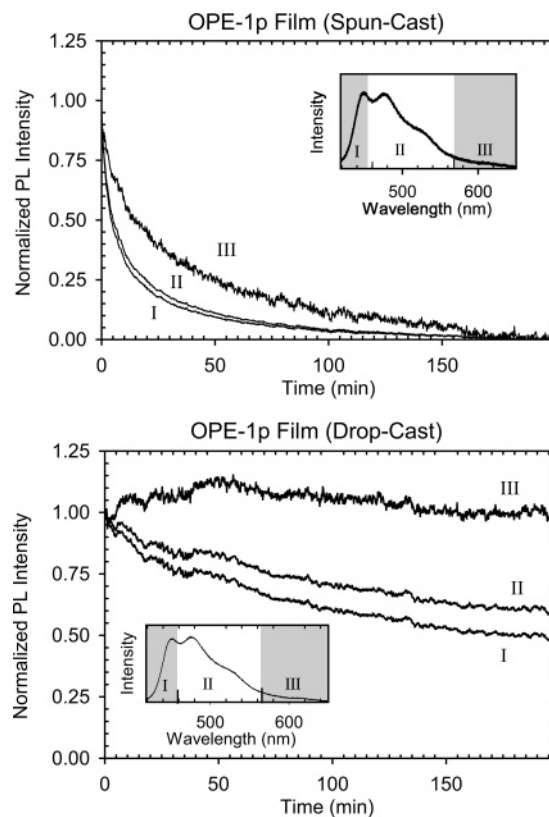 OPE-1p Film (Spun-Cast)
Normalized PL Intensity
1.25
1.00
0.75
0.50
0.25
0.00
0
50
100
150
Time (min)
III
II
I
Intensity
I
II
III
500
600
Wavelength (nm)
OPE-1p Film (Drop-Cast)
Normalized PL Intensity
1.25
1.00
0.75
0.50
0.25
0.00
0
50
100
150
Time (min)
III
II
I
Intensity
I
II
III
500
600
Wavelength (nm)